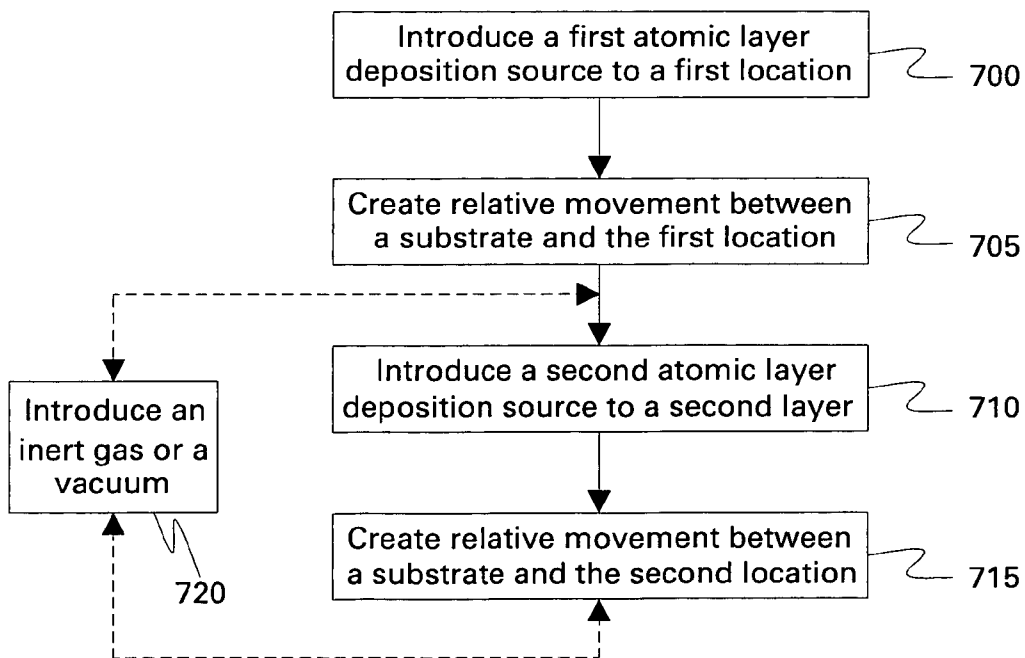 Introduce a first atomic layer
deposition source to a first location
700
Create relative movement between
a substrate and the first location
705
Introduce a second atomic layer
deposition source to a second layer
710
Introduce an
inert gas or a
vacuum
720
Create relative movement between
a substrate and the second location
715